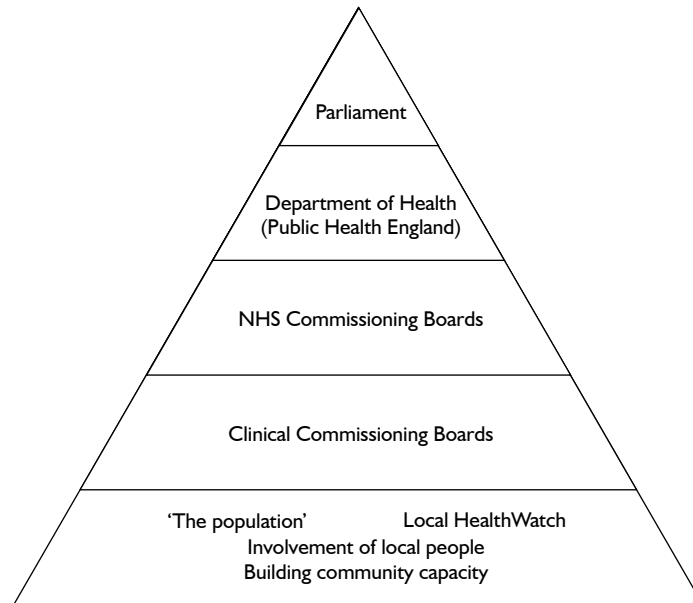 Parliament
Department of Health
(Public Health England)
NHS Commissioning Boards
Clinical Commissioning Boards
‘The population’ Local HealthWatch
Involvement of local people
Building community capacity